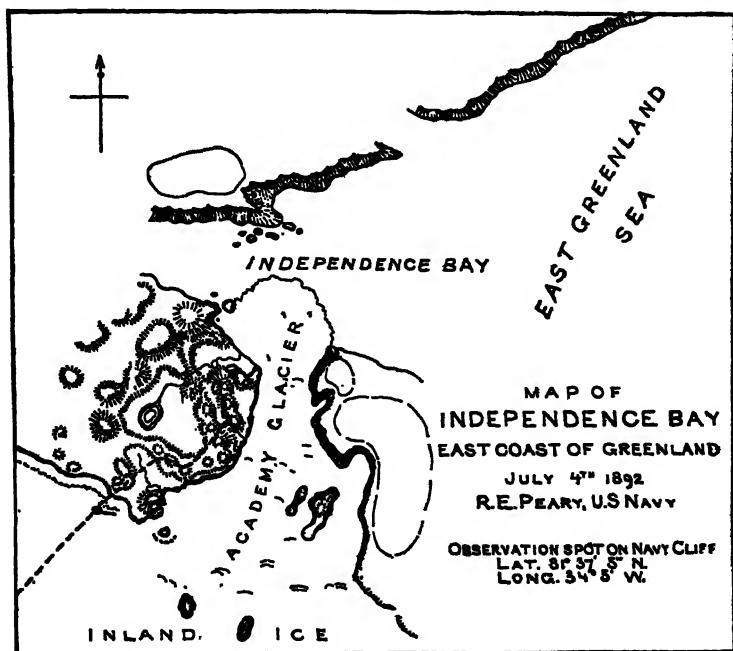 EAST GREENLAND
SEA
INDEPENDENCE BAY
ACADEMY GLACIER
MAP OF
INDEPENDENCE BAY
EAST COAST OF GREENLAND
JULY 4TH 1892
R.E. PEARY, U.S NAVY
OBSERVATION SPOT ON NAVY CLIFF
LAT. 81° 37' 5" N.
LONG. 34° 5' W.
INLAND. ICE